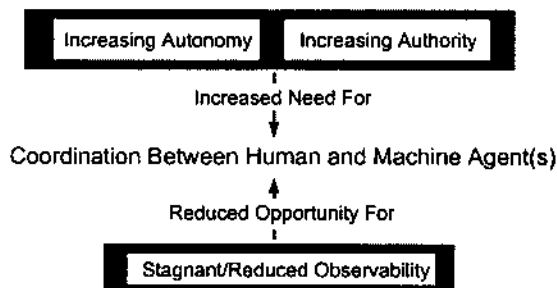 Increasing Autonomy Increasing Authority
Increased Need For
Coordination Between Human and Machine Agent(s)
Reduced Opportunity For
Stagnant/Reduced Observability